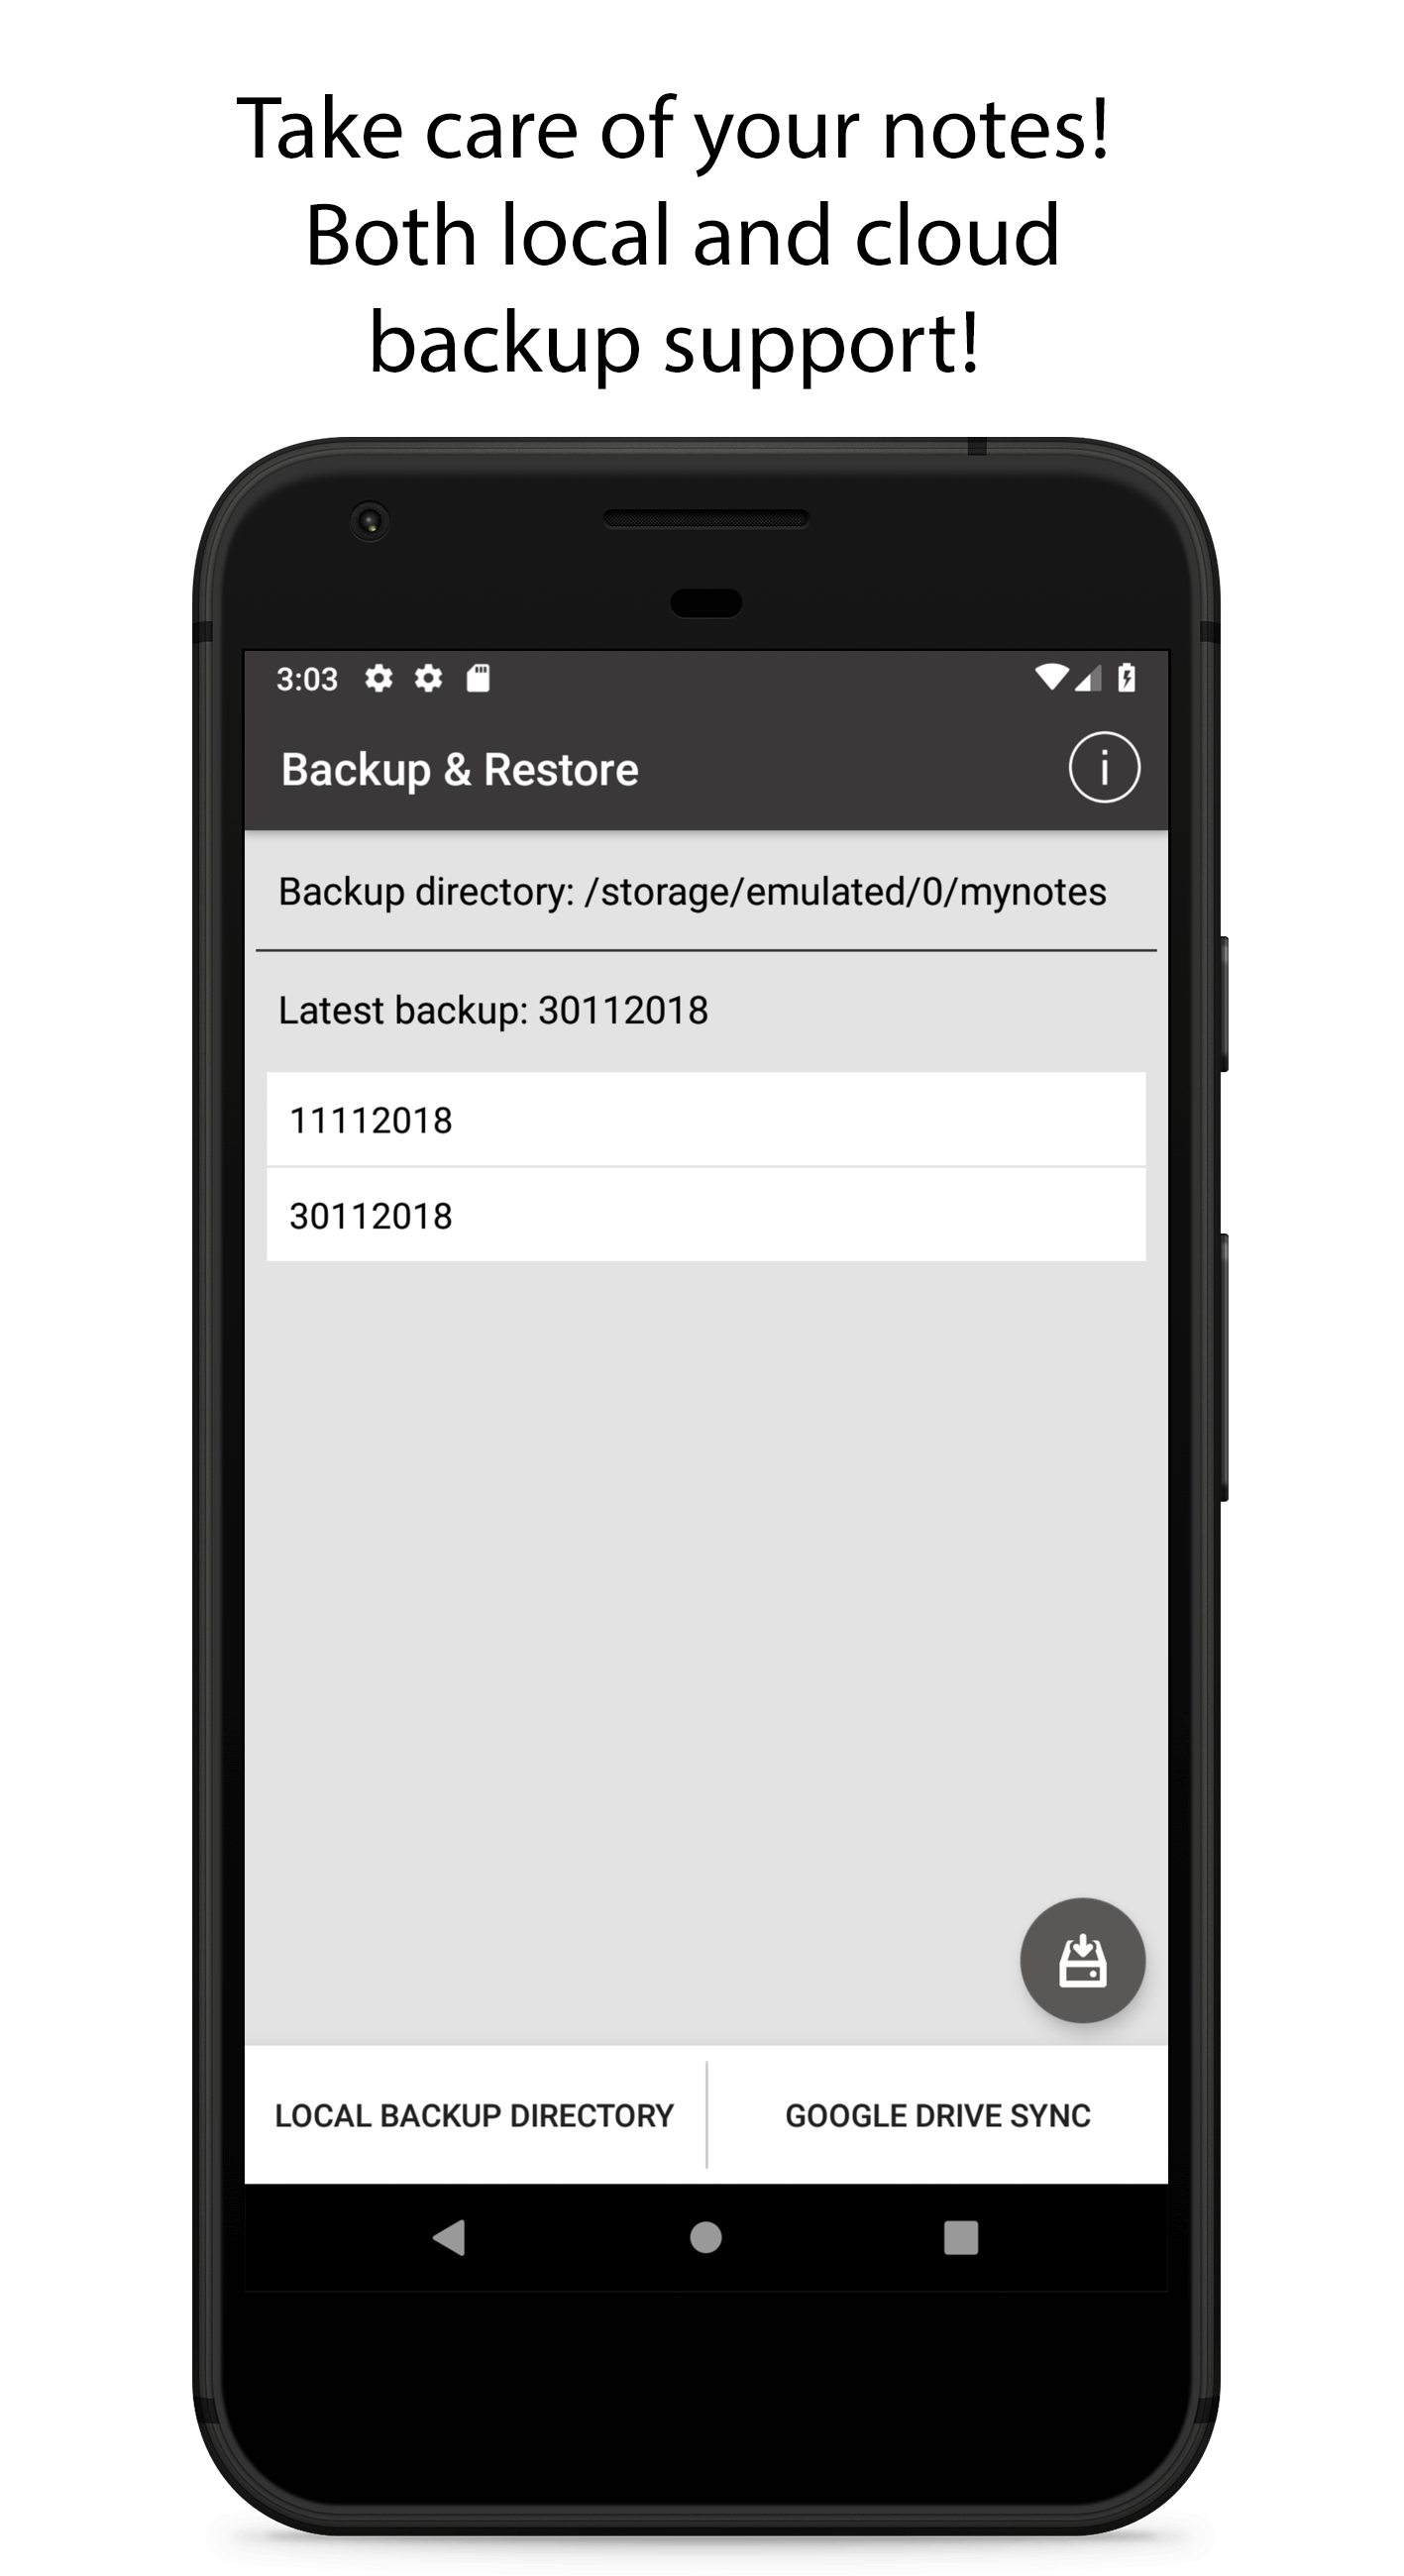 Take care of your notes!
Both local and cloud
backup support!
3:03
Backup & Restore
i
Backup directory: /storage/emulated/0/mynotes
Latest backup: 30112018
11112018
30112018
LOCAL BACKUP DIRECTORY
GOOGLE DRIVE SYNC